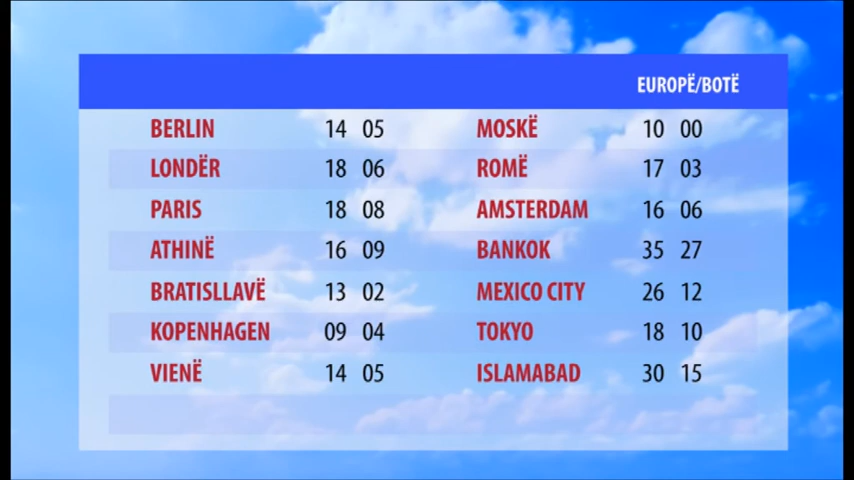 EUROPË/BOTË
BERLIN 14 05 MOSKË 10 00
LONDËR 18 06 ROMË 17 03
PARIS 18 08 AMSTERDAM 16 06
ATHINË 16 09 BANKOK 35 27
BRATISLLAVË 13 02 MEXICO CITY 26 12
KOPENHAGEN 09 04 TOKYO 18 10
VIENË 14 05 ISLAMABAD 30 15